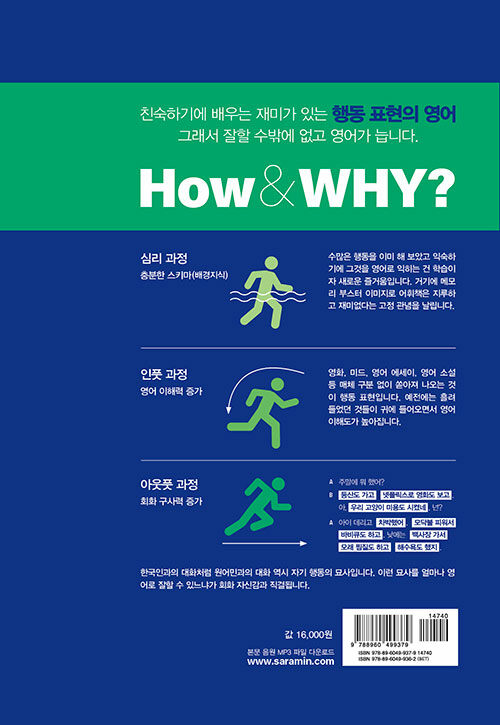 친숙하기에 배우는 재미가 있는 행동 표현의 영어
그래서 잘할 수밖에 없고 영어가 늡니다.
How&WHY?
심리 과정
충분한 스키마(배경지식)
수많은 행동을 이미 해 보았고 익숙하
기에 그것을 영어로 익히는 건 학습이
자 새로운 즐거움입니다. 거기에 메모
리 부스터 이미지로 어휘책은 지루하
고 재미없다는 고정 관념을 날립니다.
인풋 과정
영어 이해력 증가
영화, 미드, 영어 에세이, 영어 소설
등 매체 구분 없이 쏟아져 나오는 것
이 행동 표현입니다. 예전에는 흘려
들었던 것들이 귀에 들어오면서 영어
이해도가 높아집니다.
아웃풋 과정
회화 구사력 증가
A 주말에 뭐 했어?
B 등산도 가고, 넷플릭스로 영화도 보고,
아, 우리 고양이 미용도 시켰네. 넌?
A 아이 데리고 차박했어. 모닥불 피워서
바비큐도 하고. 낮에는 백사장 가서
모래 찜질도 하고 해수욕도 했지.
한국인과의 대화처럼 원어민과의 대화 역시 자기 행동의 묘사입니다. 이런 묘사를 얼마나 영
어로 잘할 수 있느냐가 회화 자신감과 직결됩니다.
값 16,000원
본문 음원 MP3 파일 다운로드
www.saramin.com
14740
9 788960 499379
ISBN 978-89-6049-937-9 14740
ISBN 978-89-6049-936-2 (SET)